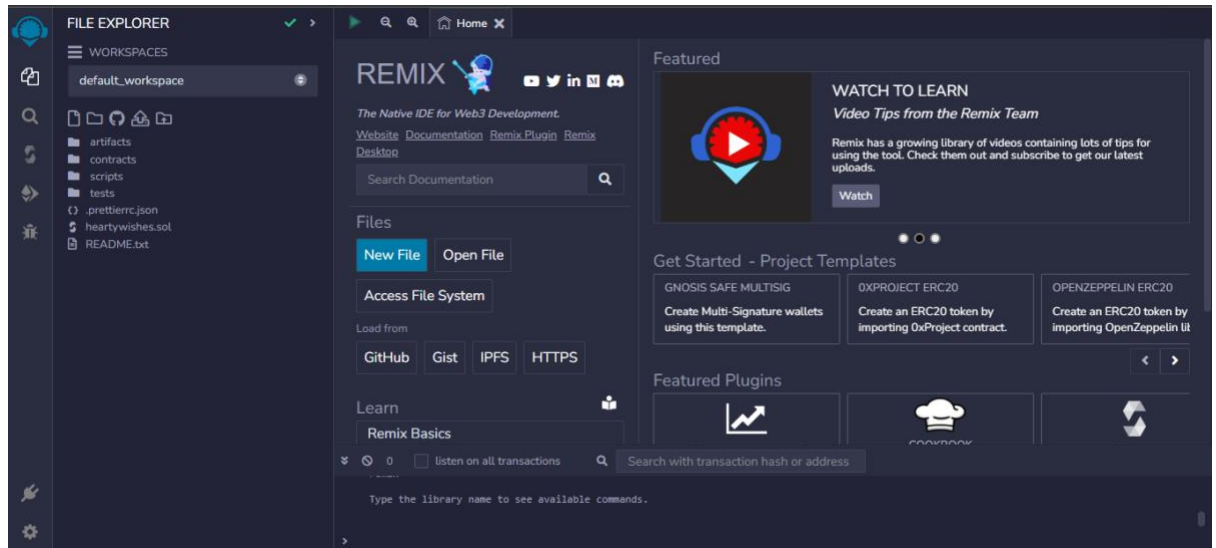 FILE EXPLORER
WORKSPACES
default_workspace
artifacts
contracts
scripts
tests
.prettierrc.json
heartywishes.sol
README.txt
Home
REMIX
The Native IDE for Web3 Development.
Website Documentation Remix Plugin Remix
Desktop
Search Documentation
Files
New File Open File
Access File System
Load from
GitHub Gist IPFS HTTPS
Learn
Remix Basics
Featured
WATCH TO LEARN
Video Tips from the Remix Team
Remix has a growing library of videos containing lots of tips for
using the tool. Check them out and subscribe to get our latest
uploads.
Watch
Get Started - Project Templates
GNOSIS SAFE MULTISIG
Create Multi-Signature wallets
using this template.
0XPROJECT ERC20
Create an ERC20 token by
importing 0xProject contract.
OPENZEPPELIN ERC20
Create an ERC20 token by
importing OpenZeppelin lib
Featured Plugins
COOKBOOK
0 listen on all transactions Search with transaction hash or address
Type the library name to see available commands.
>